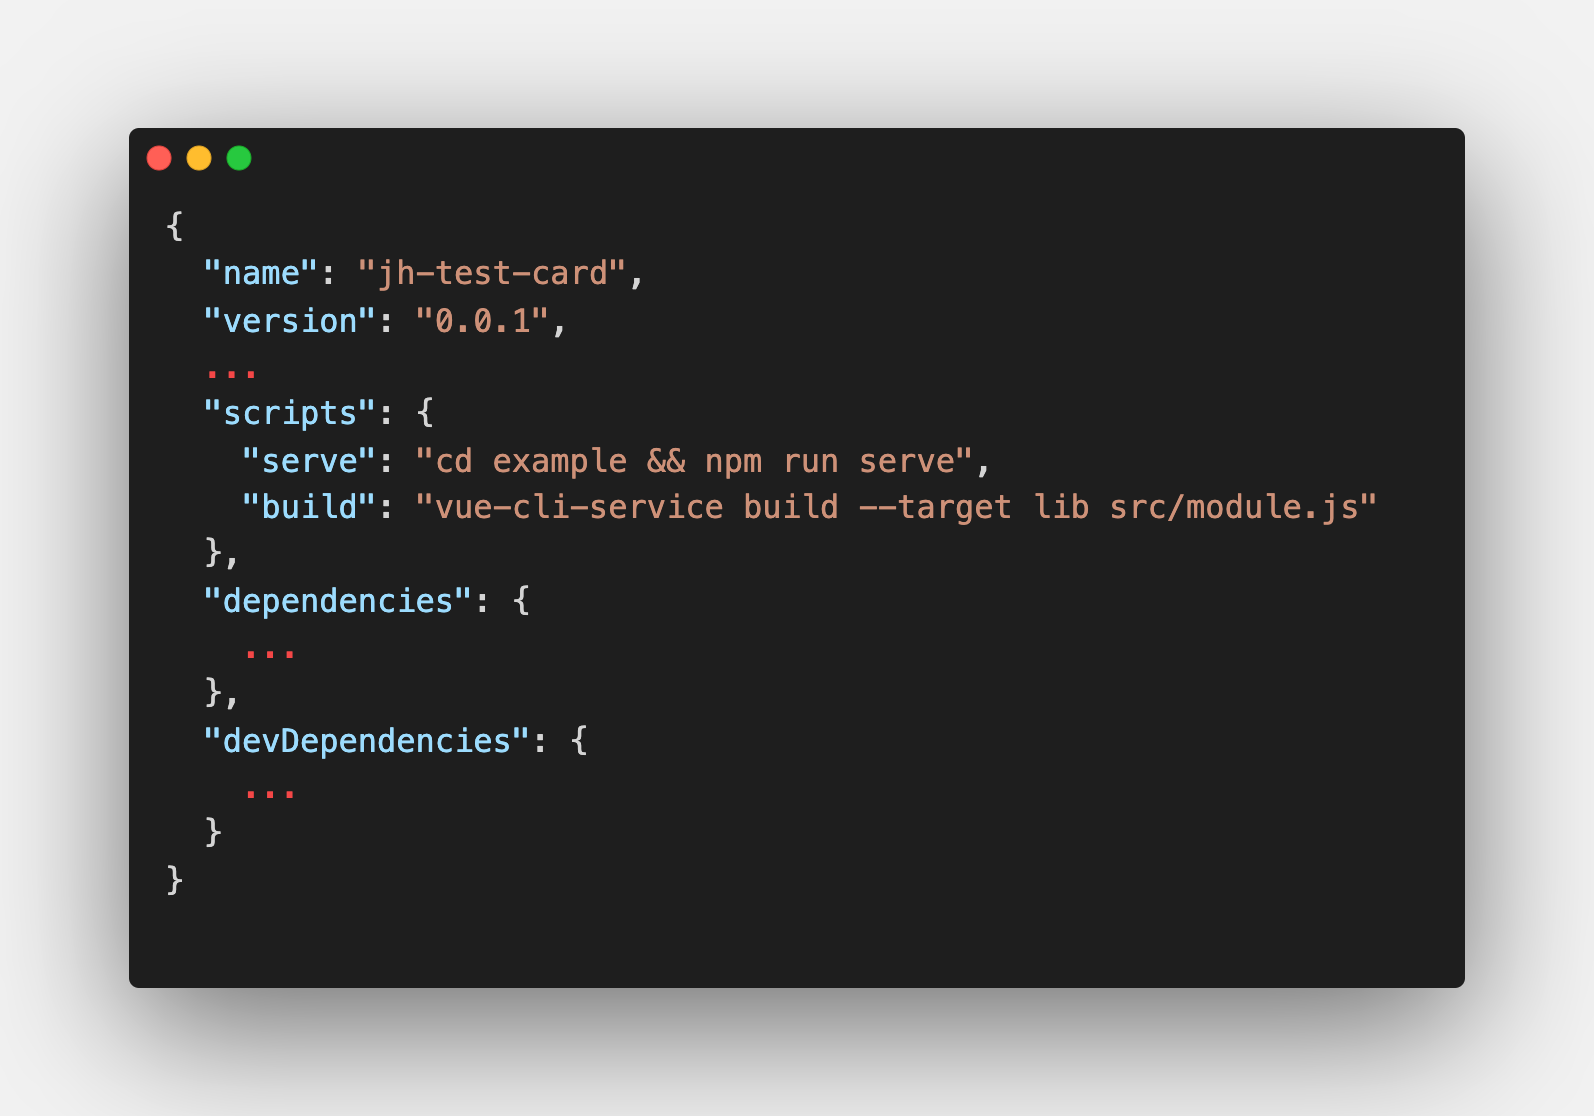 {
  "name": "jh-test-card",
  "version": "0.0.1",
  ...
  "scripts": {
    "serve": "cd example && npm run serve",
    "build": "vue-cli-service build --target lib src/module.js"
  },
  "dependencies": {
    ...
  },
  "devDependencies": {
    ...
  }
}